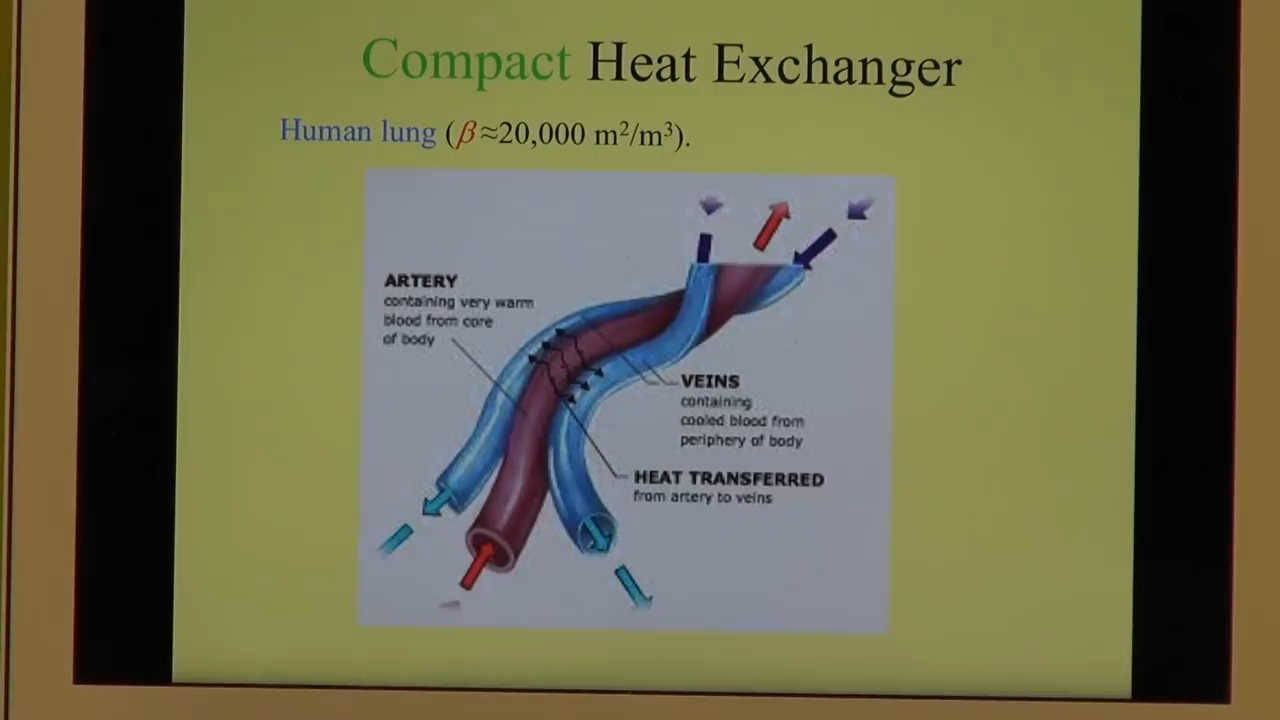 Compact Heat Exchanger
Human lung (β≈20,000 m²/m³).
ARTERY
containing very warm
blood from core
of body
VEINS
containing
cooled blood from
periphery of body
HEAT TRANSFERRED
from artery to veins